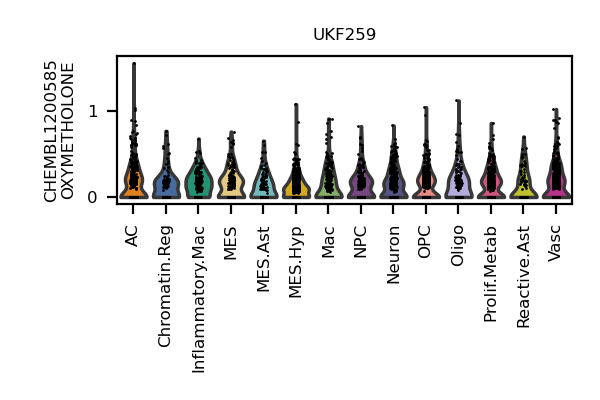 UKF259
CHEMBL1200585
OXYMETHOLONE
1
0
AC
Chromatin.Reg
Inflammatory.Mac
MES
MES.Ast
MES.Hyp
Mac
NPC
Neuron
OPC
Oligo
Prolif.Metab
Reactive.Ast
Vasc